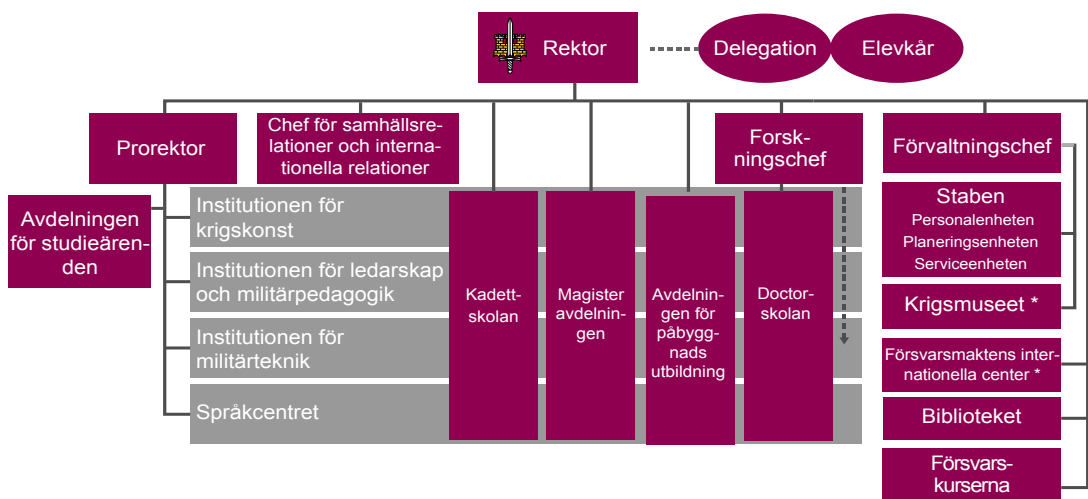 Rektor
Delegation
Elevkår
Prorektor
Chef för samhällsre-
lationer och interna-
tionella relationer
Forsk-
ningschef
Förvaltningschef
Avdelningen
för studieären-
den
Institutionen för
krigskonst
Institutionen för ledarskap
och militärpedagogik
Institutionen för
militärteknik
Språkcentret
Kadett-
skolan
Magister
avdelnin-
gen
Avdelnin-
gen för
påbygg-
nads
utbildning
Doctor-
skolan
Staben
Personalenheten
Planeringsenheten
Serviceenheten
Krigsmuseet *
Försvarsmaktens inter-
nationella center *
Biblioteket
Försvars-
kurserna